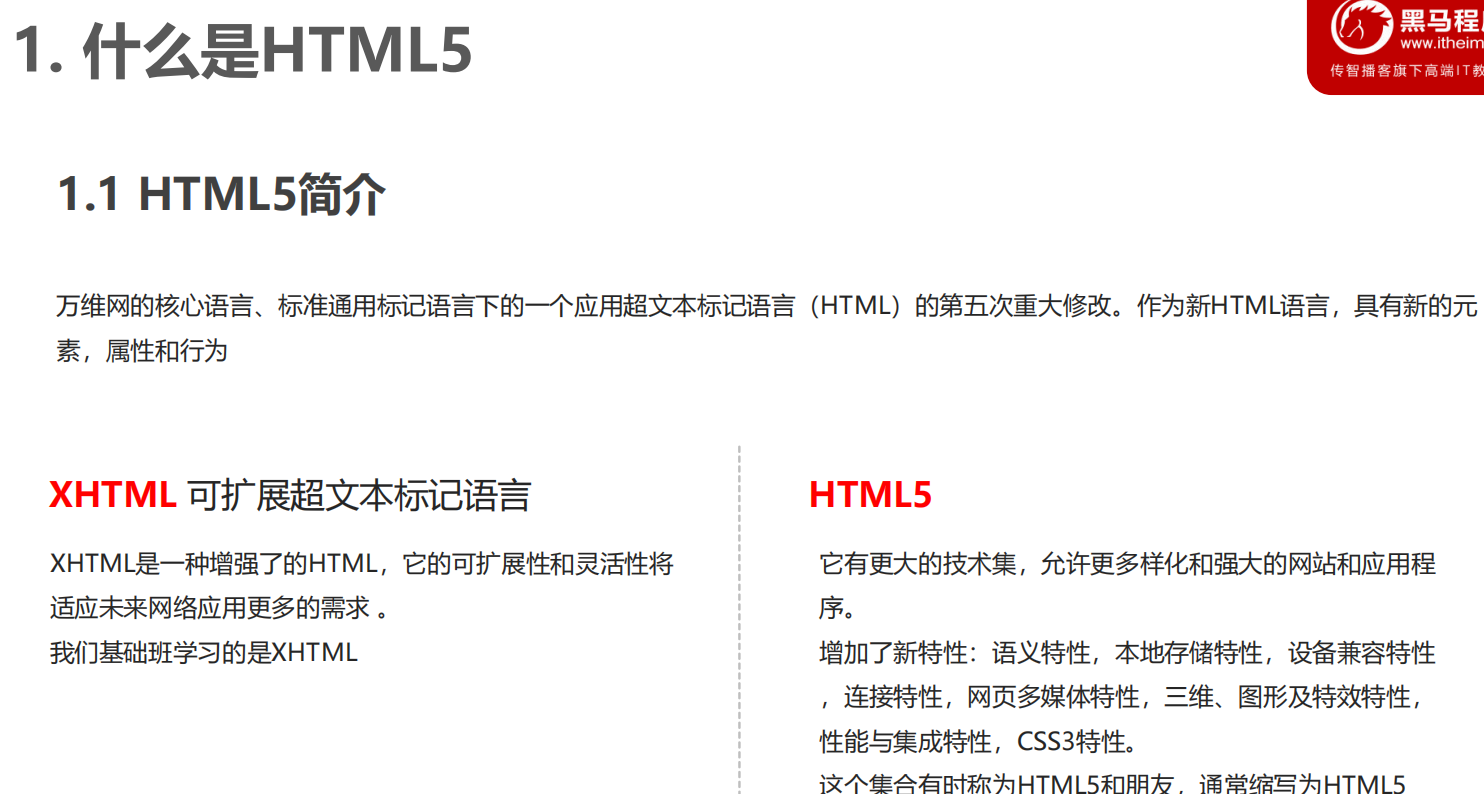 1. 什么是HTML5
黑马程
www.itheim
传智播客旗下高端IT教
1.1 HTML5简介
万维网的核心语言、标准通用标记语言下的一个应用超文本标记语言（HTML）的第五次重大修改。作为新HTML语言，具有新的元
素，属性和行为
XHTML 可扩展超文本标记语言
XHTML是一种增强了的HTML，它的可扩展性和灵活性将
适应未来网络应用更多的需求 。
我们基础班学习的是XHTML
HTML5
它有更大的技术集，允许更多样化和强大的网站和应用程
序。
增加了新特性：语义特性，本地存储特性，设备兼容特性
，连接特性，网页多媒体特性，三维、图形及特效特性，
性能与集成特性，CSS3特性。
这个集合有时称为HTML5和朋友，通常缩写为HTML5